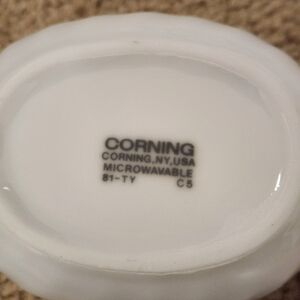 CORNING
CORNING, NY, USA
MICROWAVABLE
81-TY C5